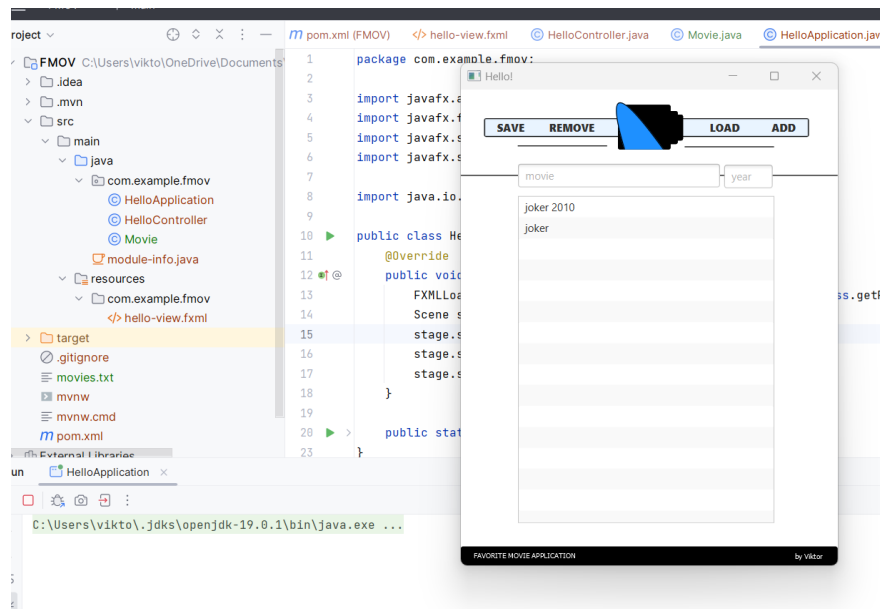 roject
FMOV C:\Users\vikto\OneDrive\Documents
.idea
.mvn
src
main
java
com.example.fmov
HelloApplication
HelloController
Movie
module-info.java
resources
com.example.fmov
hello-view.fxml
target
.gitignore
movies.txt
mvnw
mvnw.cmd
pom.xml
External Libraries
pom.xml (FMOV) hello-view.fxml HelloController.java Movie.java HelloApplication.jav
1 package com.example.fmov;
2
3 import javafx.a
4 import javafx.f
5 import javafx.s
6 import javafx.s
7
8 import java.io.
9
10 public class He
11 @Override
12 public void
13 FXMLLoa ss.getR
14 Scene s
15 stage.s
16 stage.s
17 stage.s
18 }
19
20 public stat
23 }
Hello!
SAVE REMOVE LOAD ADD
movie year
joker 2010
joker
FAVORITE MOVIE APPLICATION by Viktor
un HelloApplication
C:\Users\vikto\.jdks\openjdk-19.0.1\bin\java.exe ...